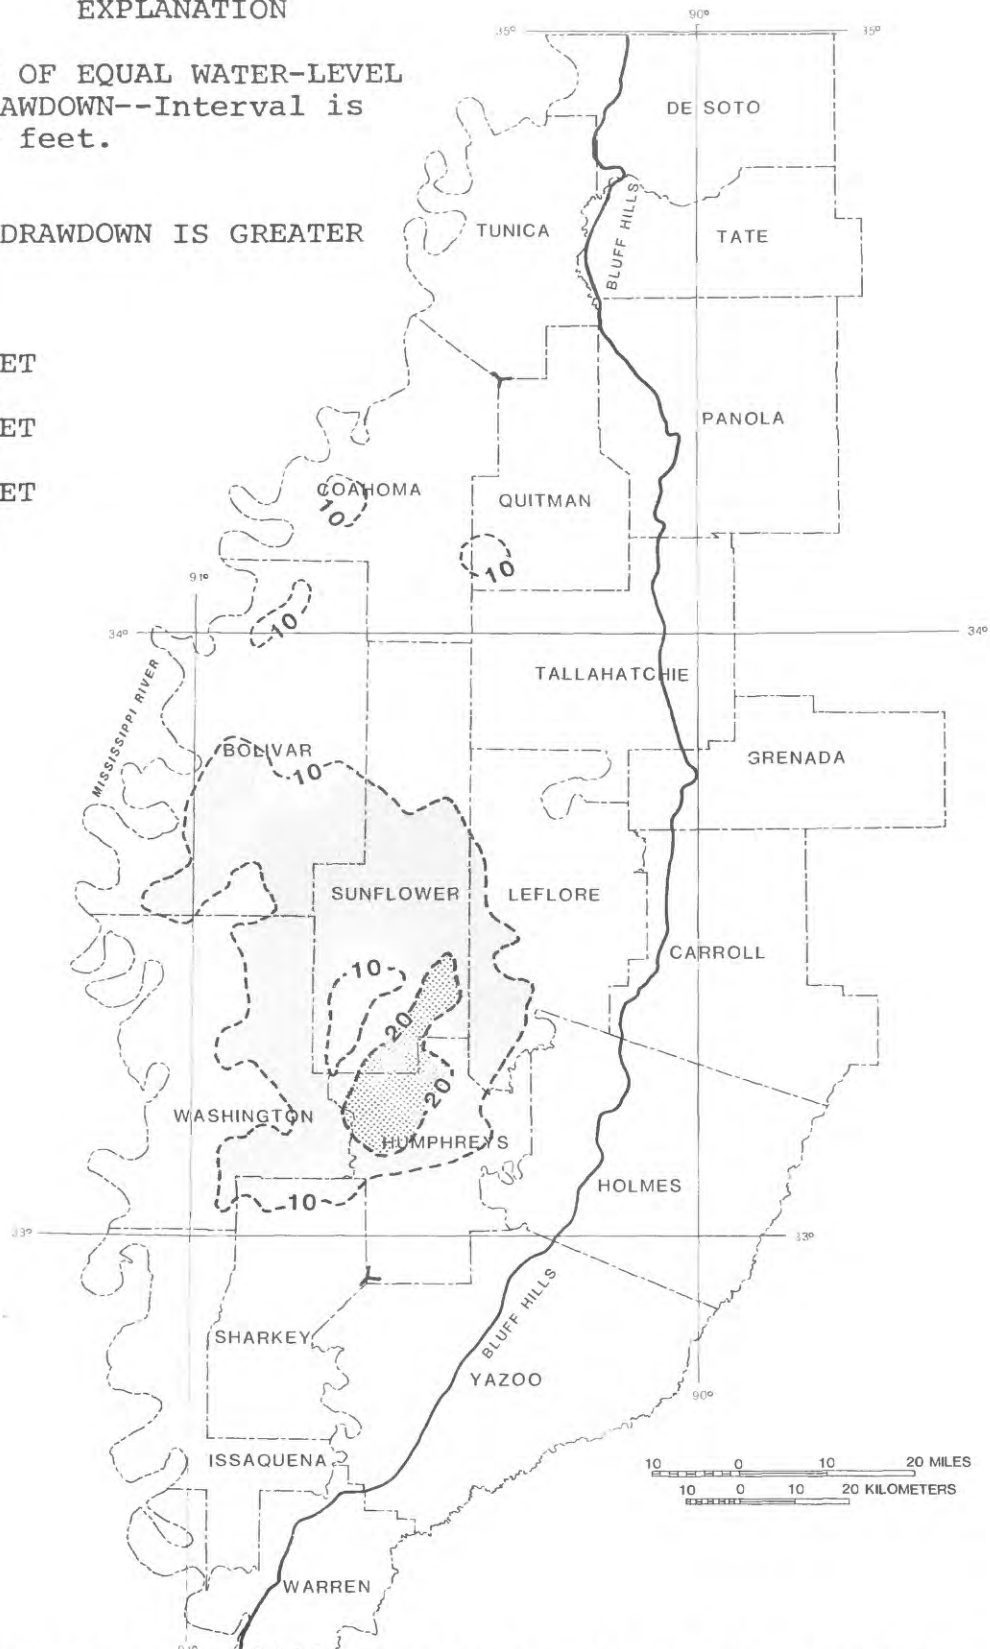 EXPLANATION
OF EQUAL WATER-LEVEL
AWDOWN--Interval is
feet.
DRAWDOWN IS GREATER
ET
ET
ET
90°
35°
35°
DE SOTO
TUNICA
BLUFF HILLS
TATE
PANOLA
COAHOMA
10
QUITMAN
10
91°
10
34°
34°
TALLAHATCHIE
MISSISSIPPI RIVER
BOLIVAR
10
GRENADA
SUNFLOWER
LEFLORE
CARROLL
10
20
20
WASHINGTON
HUMPHREYS
HOLMES
10
33°
33°
BLUFF HILLS
SHARKEY
YAZOO
90°
ISSAQUENA
10 0 10 20 MILES
10 0 10 20 KILOMETERS
WARREN